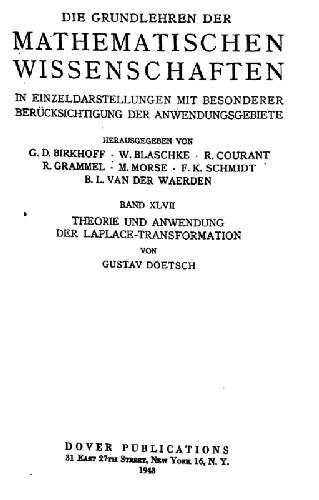 DIE GRUNDLEHREN DER
MATHEMATISCHEN
WISSENSCHAFTEN
IN EINZELDARSTELLUNGEN MIT BESONDERER
BERÜCKSICHTIGUNG DER ANWENDUNGSGEBIETE
HERAUSGEGEBEN VON
G. D. BIRKHOFF · W. BLASCHKE · R. COURANT
R. GRAMMEL · M. MORSE · F. K. SCHMIDT
B. L. VAN DER WAERDEN
BAND XLVII
THEORIE UND ANWENDUNG
DER LAPLACE-TRANSFORMATION
VON
GUSTAV DOETSCH
DOVER PUBLICATIONS
31 EAST 27TH STREET, NEW YORK 16, N. Y.
1943